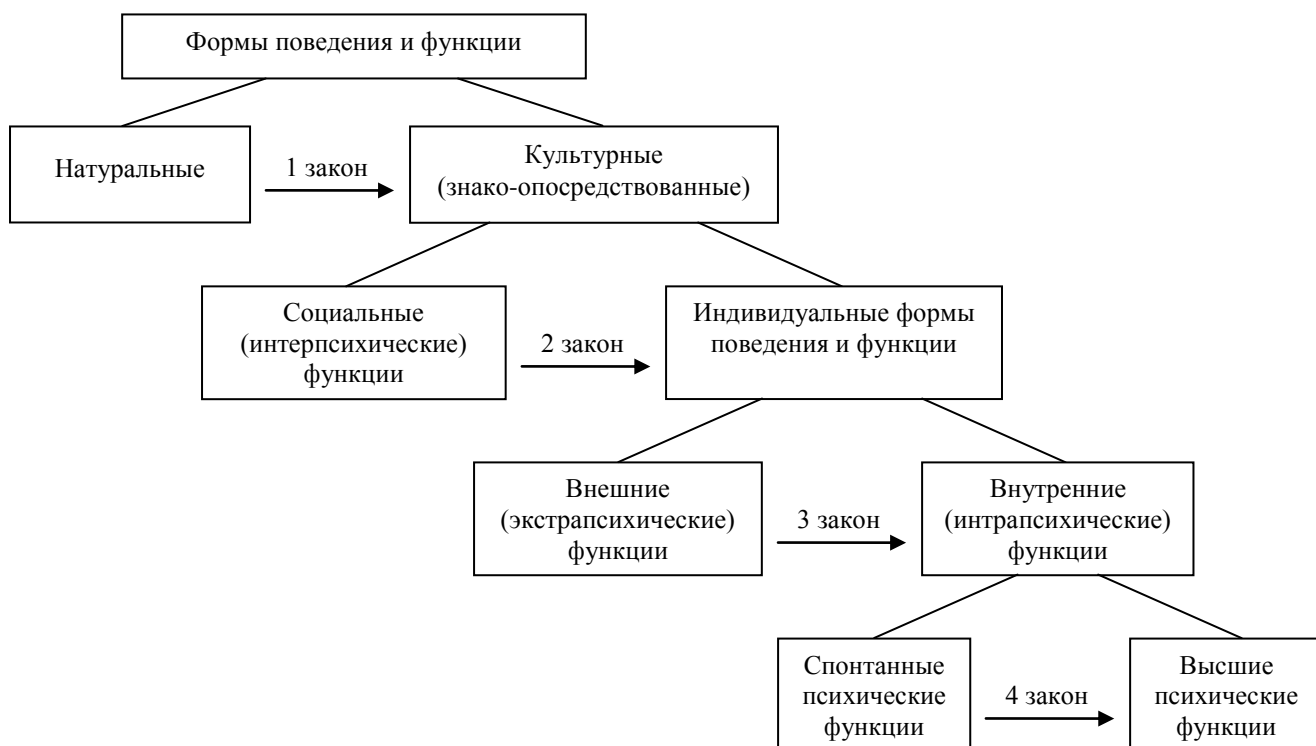 Формы поведения и функции
Натуральные
1 закон
Культурные
(знако-опосредствованные)
Социальные
(интерпсихические)
функции
2 закон
Индивидуальные формы
поведения и функции
Внешние
(экстрапсихические)
функции
3 закон
Внутренние
(интрапсихические)
функции
Спонтанные
психические
функции
4 закон
Высшие
психические
функции